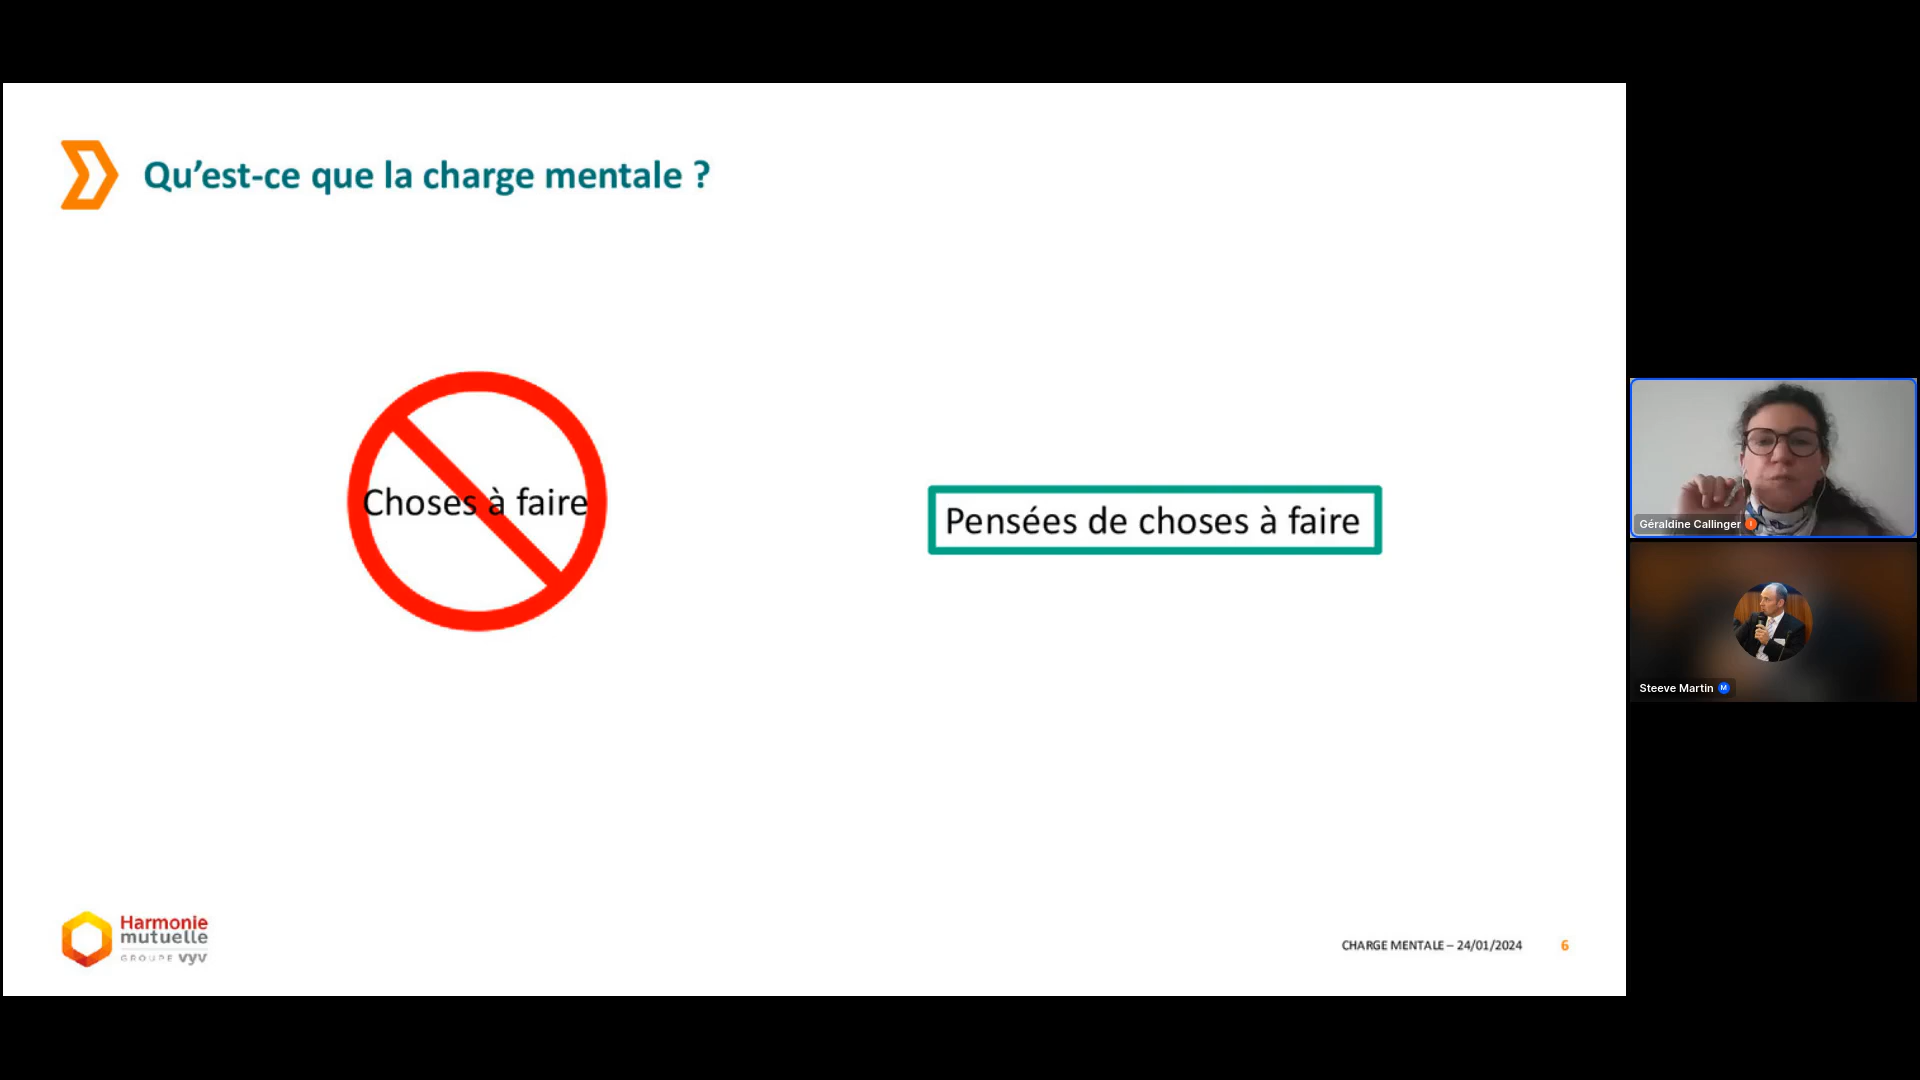 Qu’est-ce que la charge mentale ?
Choses à faire
Pensées de choses à faire
Harmonie
mutuelle
GROUPE vyv
CHARGE MENTALE – 24/01/2024
6
Géraldine Callinger
Steeve Martin M